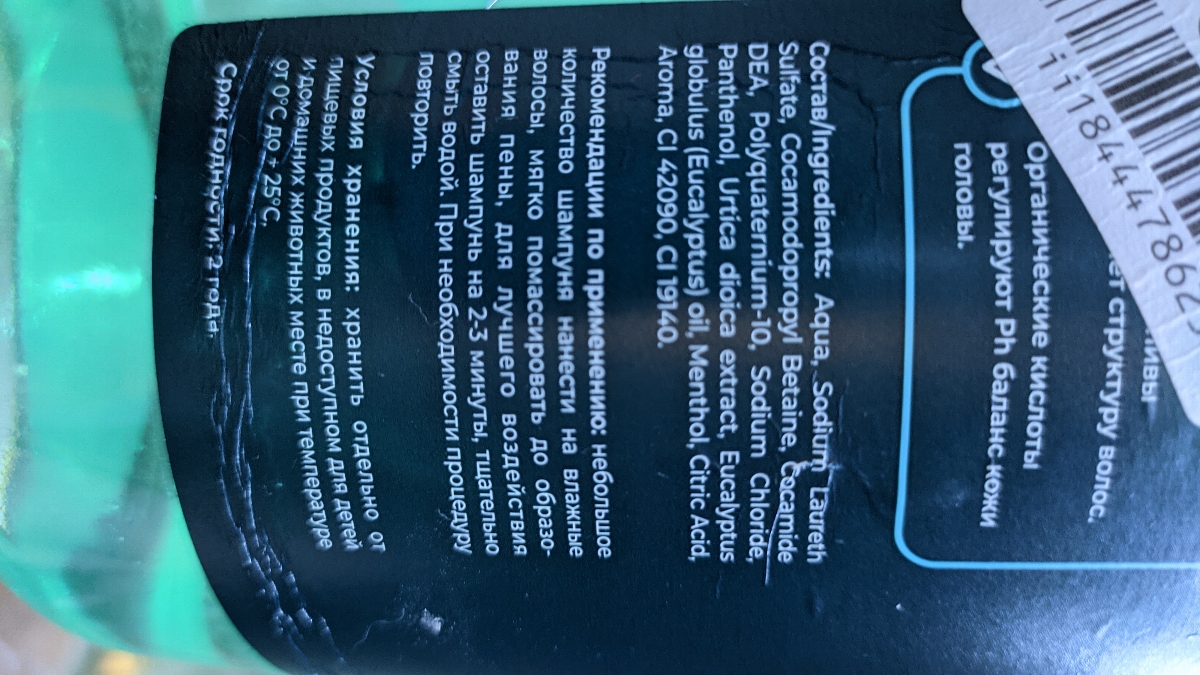 ивы
ет структуру волос.
Органические кислоты
регулируют Ph баланс кожи
головы.
Состав/Ingredients: Aqua, Sodium Laureth
Sulfate, Cocamodopropyl Betaine, Cocamide
DEA, Polyquaternium-10, Sodium Chloride,
Panthenol, Urtica dioica extract, Eucalyptus
globulus (Eucalyptus) oil, Menthol, Citric Acid,
Aroma, CI 42090, CI 19140.
Рекомендации по применению: небольшое
количество шампуня нанести на влажные
волосы, мягко помассировать до образо-
вания пены, для лучшего воздействия
оставить шампунь на 2-3 минуты, тщательно
смыть водой. При необходимости процедуру
повторить.
Условия хранения: хранить отдельно от
пищевых продуктов, в недоступном для детей
и домашних животных месте при температуре
от 0°С до + 25°С.
Срок годности: 2 года.